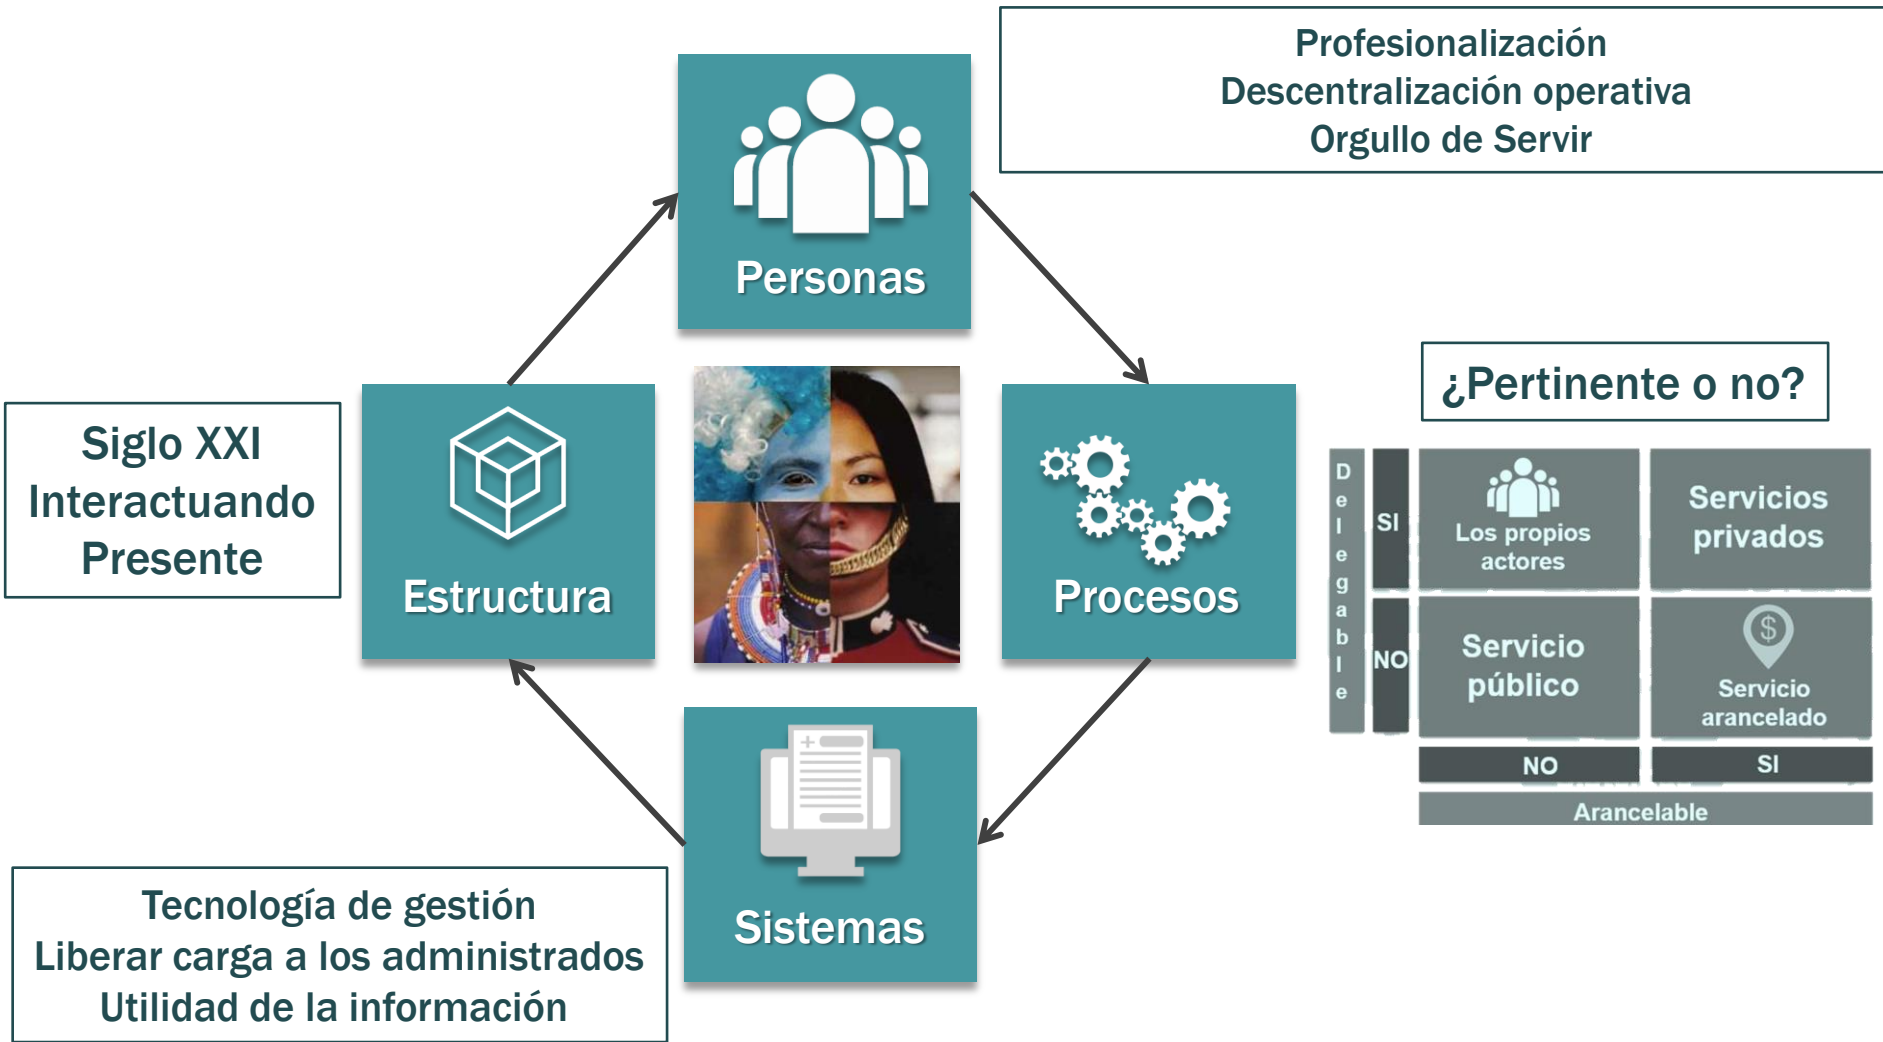 Profesionalización
Descentralización operativa
Orgullo de Servir
Personas
¿Pertinente o no?
Siglo XXI
Interactuando
Presente
Estructura
Procesos
Delegable
SI
NO
Los propios
actores
Servicios
privados
Servicio
público
$
Servicio
arancelado
NO
SI
Arancelable
Sistemas
Tecnología de gestión
Liberar carga a los administrados
Utilidad de la información